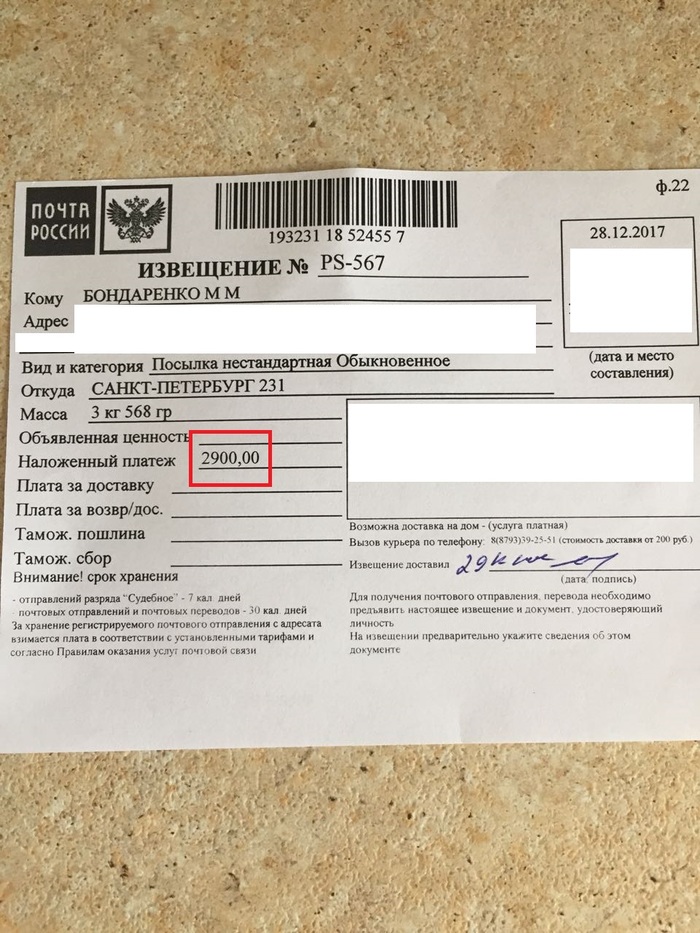 ПОЧТА
РОССИИ
193231 18 52455 7
ф.22
ИЗВЕЩЕНИЕ № PS-567
28.12.2017
Кому БОНДАРЕНКО М М
Адрес
(дата и место
составления)
Вид и категория Посылка нестандартная Обыкновенное
Откуда САНКТ-ПЕТЕРБУРГ 231
Масса 3 кг 568 гр
Объявленная ценность
Наложенный платеж 2900,00
Плата за доставку
Плата за возвр/дос.
Тамож. пошлина
Тамож. сбор
Внимание! срок хранения
- отправлений разряда "Судебное" - 7 кал. дней
- почтовых отправлений и почтовых переводов - 30 кал. дней
За хранение регистрируемого почтового отправления с адресата
взимается плата в соответствии с установленными тарифами и
согласно Правилам оказания услуг почтовой связи
Возможна доставка на дом - (услуга платная)
Вызов курьера по телефону: 8(8793)39-25-51 (стоимость доставки от 200 руб.)
Извещение доставил 29
(дата, подпись)
Для получения почтового отправления, перевода необходимо
предъявить настоящее извещение и документ, удостоверяющий
личность
На извещении предварительно укажите сведения об этом
документе